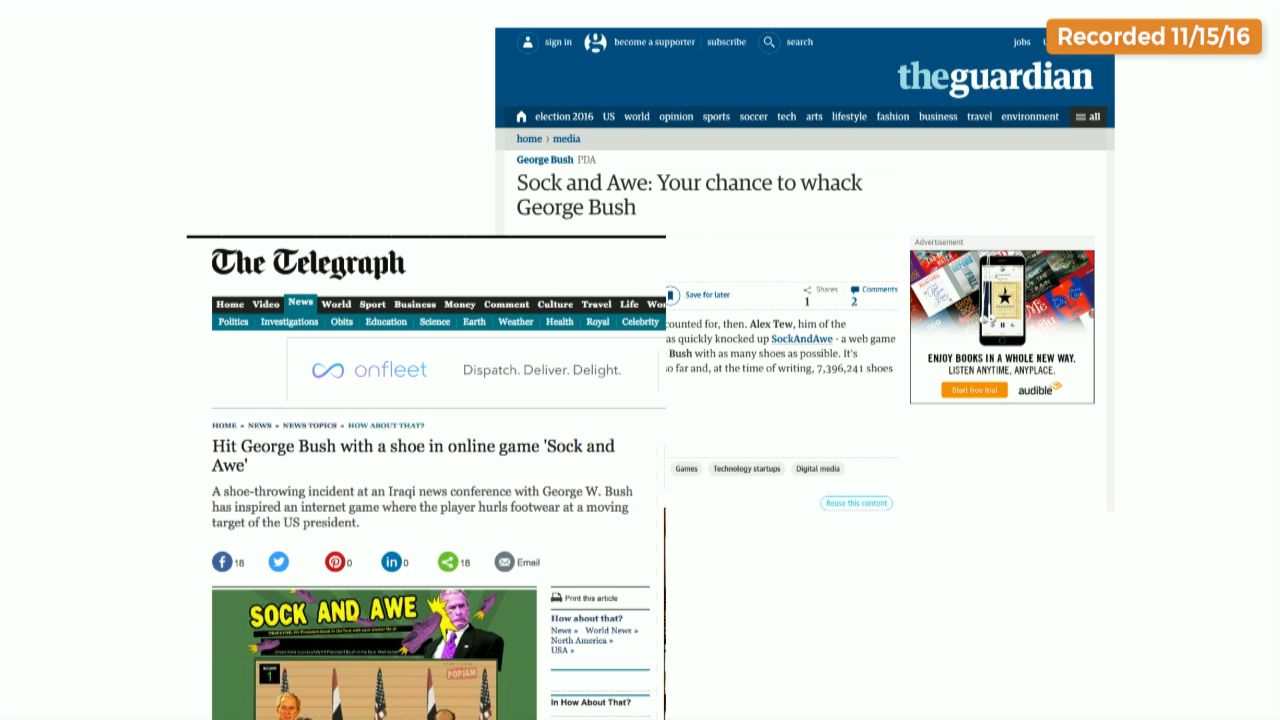 Recorded 11/15/16
sign in
become a supporter
subscribe
search
jobs
theguardian
election 2016 US world opinion sports soccer tech arts lifestyle fashion business travel environment all
home › media
George Bush PDA
Sock and Awe: Your chance to whack
George Bush
Advertisement
Save for later
Shares
1
Comments
2
ounted for, then. Alex Tew, him of the
as quickly knocked up SockAndAwe - a web game
Bush with as many shoes as possible. It's
o far and, at the time of writing, 7,396,241 shoes
ENJOY BOOKS IN A WHOLE NEW WAY.
LISTEN ANYTIME, ANYPLACE.
Start free trial
audible
Games
Technology startups
Digital media
Reuse this content
The Telegraph
Home Video News World Sport Business Money Comment Culture Travel Life Wo
Politics Investigations Obits Education Science Earth Weather Health Royal Celebrity
onfleet
Dispatch. Deliver. Delight.
HOME » NEWS » NEWS TOPICS » HOW ABOUT THAT?
Hit George Bush with a shoe in online game 'Sock and
Awe'
A shoe-throwing incident at an Iraqi news conference with George W. Bush
has inspired an internet game where the player hurls footwear at a moving
target of the US president.
18
0
0
18
Email
Print this article
How about that?
News » World News »
North America »
USA »
In How About That?
SOCK AND AWE
SCORE
1
POPJAM